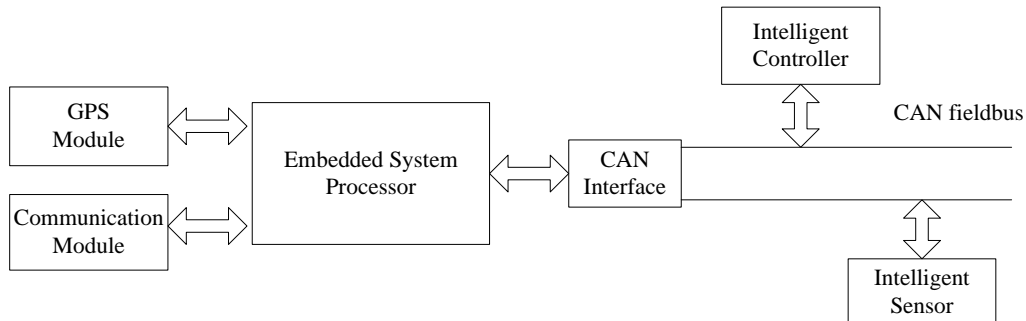 Intelligent
Controller
GPS
Module
CAN fieldbus
Embedded System
Processor
CAN
Interface
Communication
Module
Intelligent
Sensor